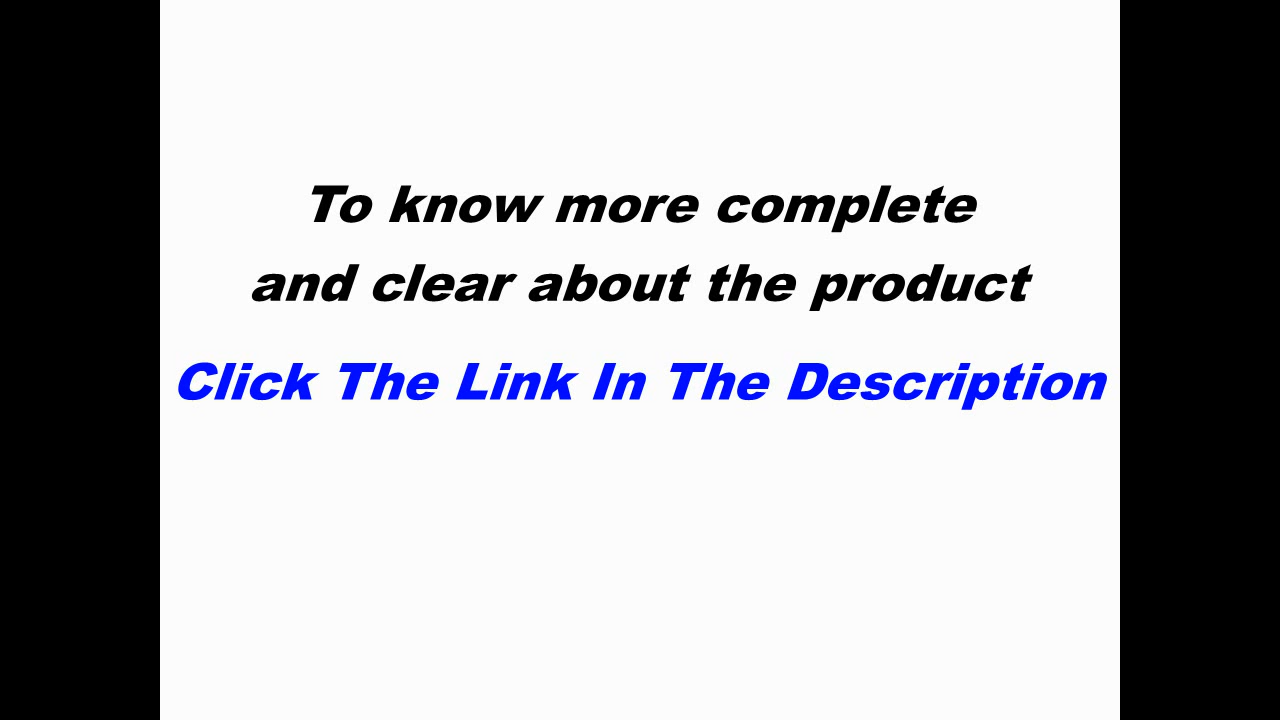 To know more complete
and clear about the product
Click The Link In The Description